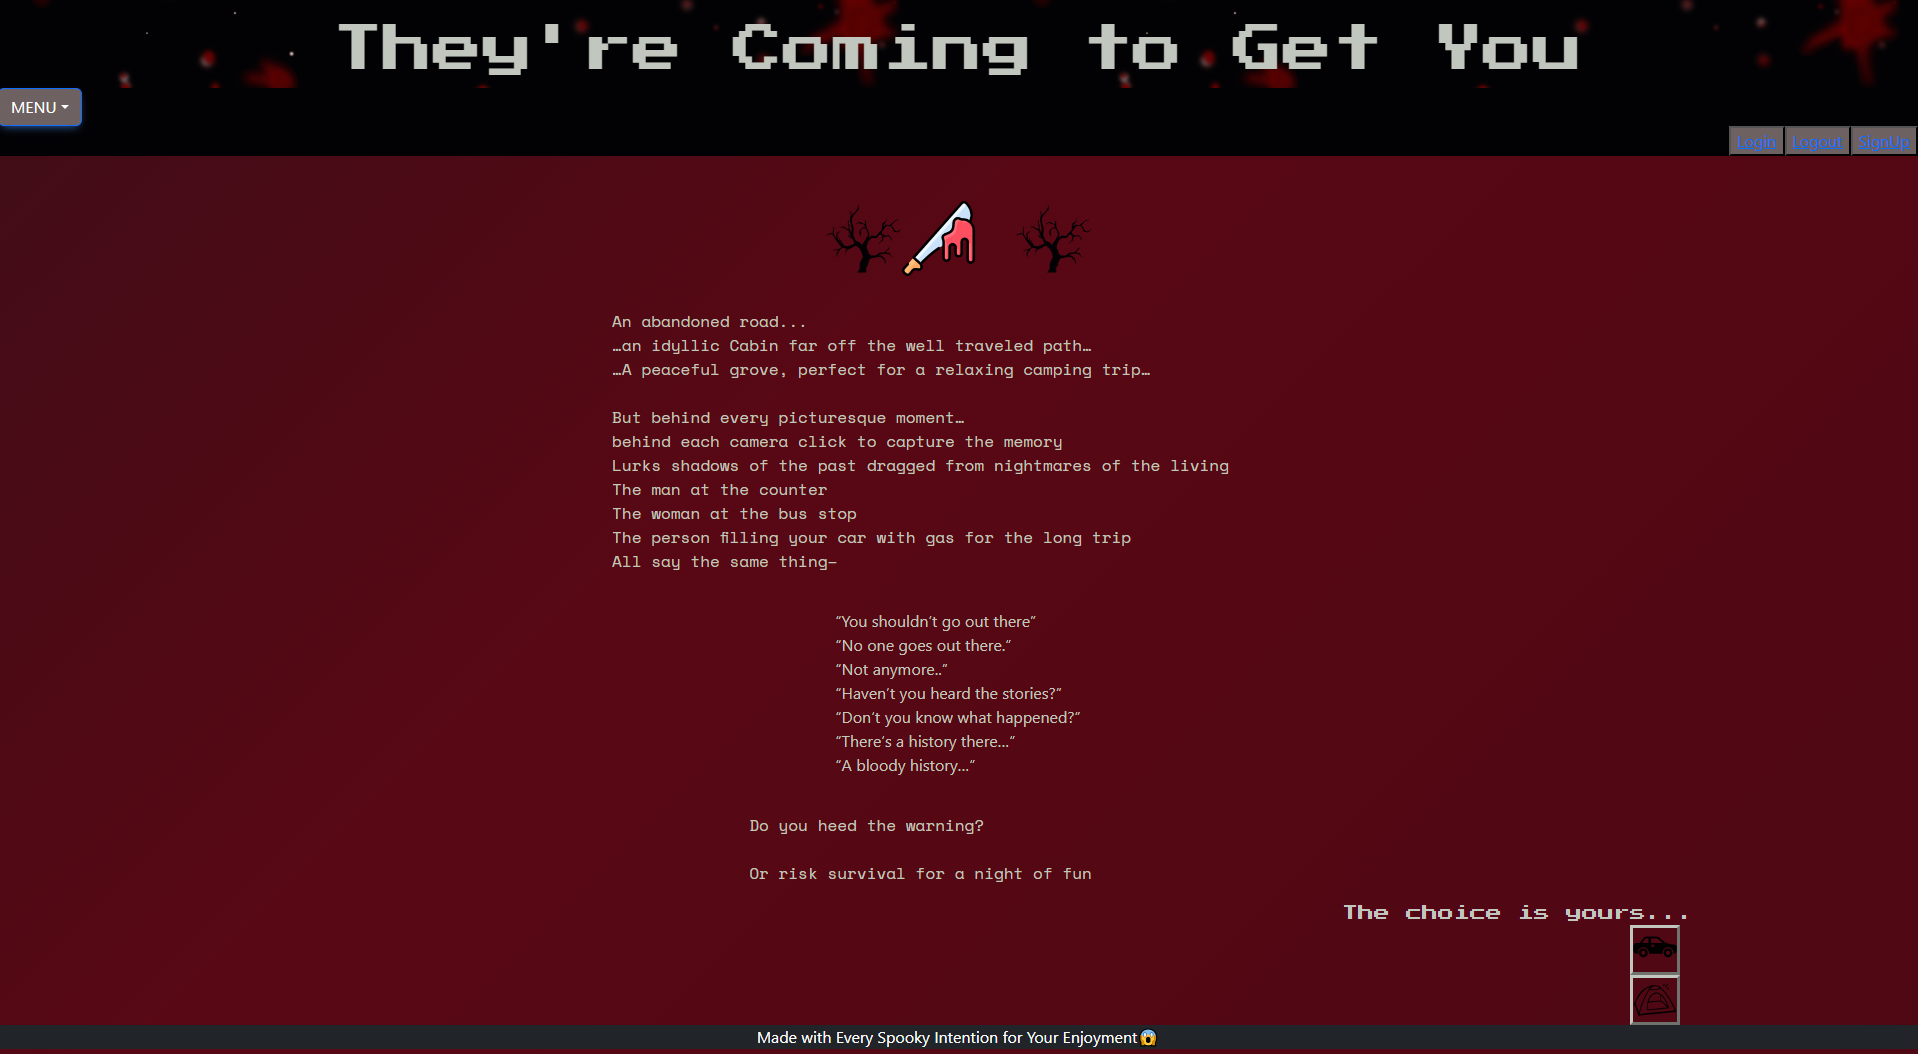 They're Coming to Get You
MENU
Login Logout SignUp
An abandoned road...
…an idyllic Cabin far off the well traveled path…
…A peaceful grove, perfect for a relaxing camping trip…
But behind every picturesque moment…
behind each camera click to capture the memory
Lurks shadows of the past dragged from nightmares of the living
The man at the counter
The woman at the bus stop
The person filling your car with gas for the long trip
All say the same thing—
“You shouldn’t go out there”
“No one goes out there.”
“Not anymore..”
“Haven’t you heard the stories?”
“Don’t you know what happened?”
“There’s a history there…”
“A bloody history…”
Do you heed the warning?
Or risk survival for a night of fun
The choice is yours...
Made with Every Spooky Intention for Your Enjoyment😱